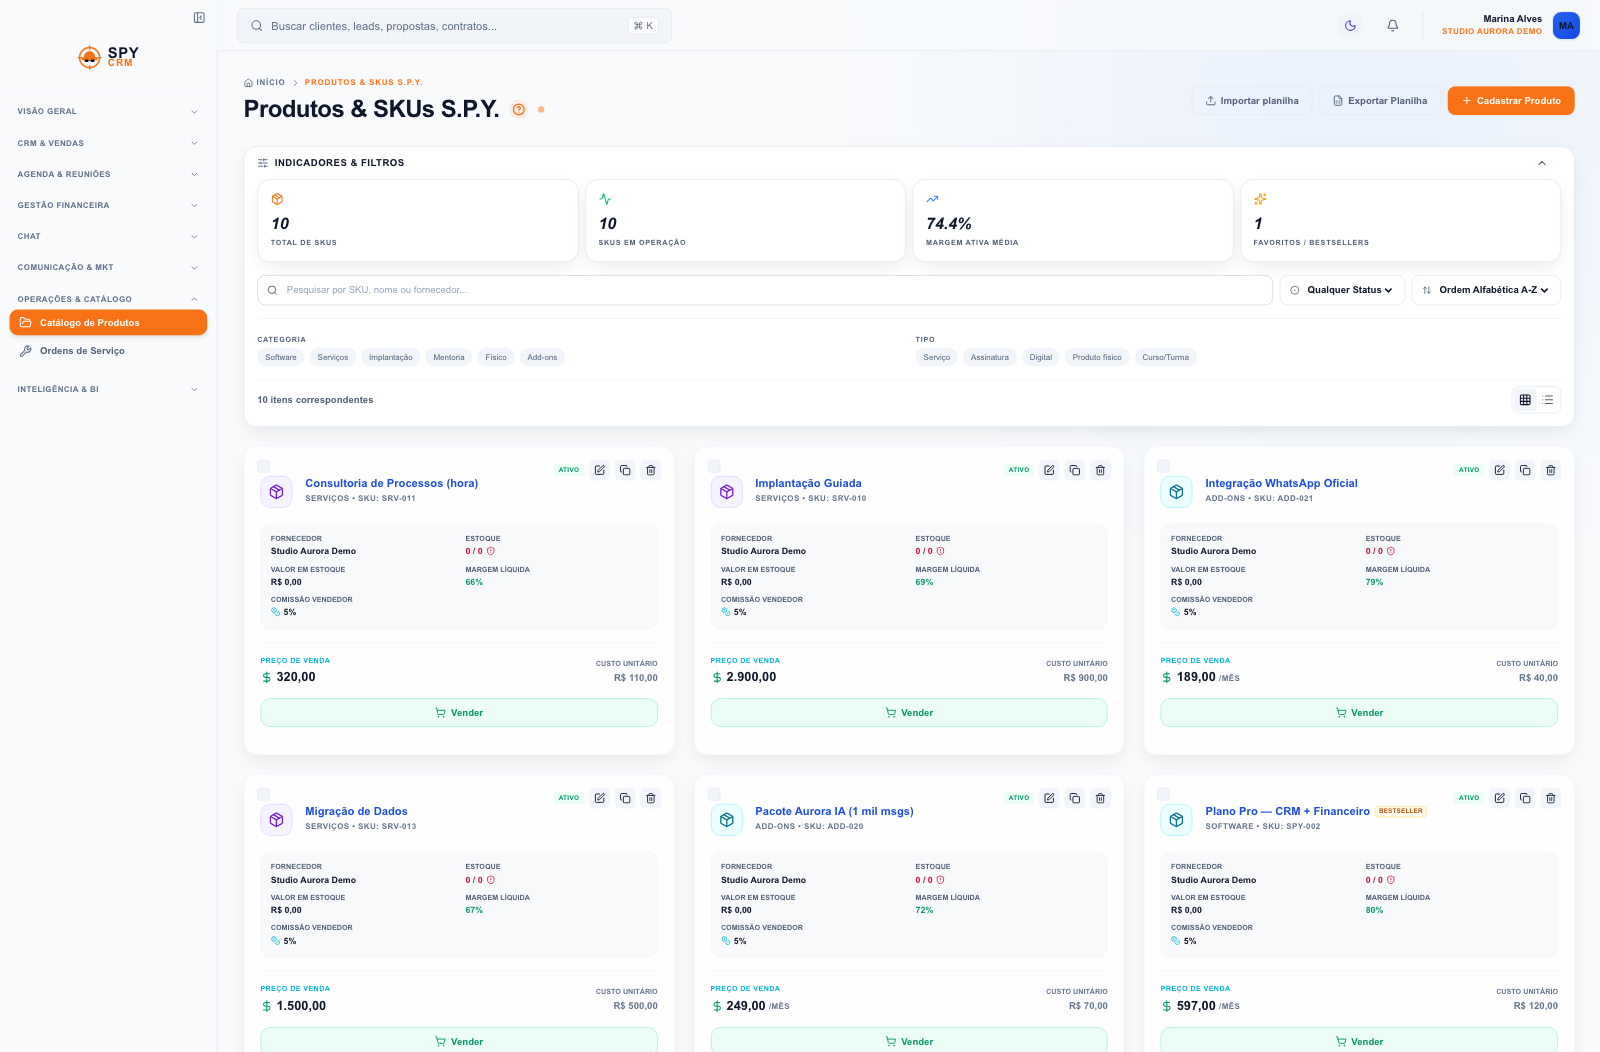 SPY
CRM
VISÃO GERAL
CRM & VENDAS
AGENDA & REUNIÕES
GESTÃO FINANCEIRA
CHAT
COMUNICAÇÃO & MKT
OPERAÇÕES & CATÁLOGO
Catálogo de Produtos
Ordens de Serviço
INTELIGÊNCIA & BI
Buscar clientes, leads, propostas, contratos...
⌘ K
Marina Alves
STUDIO AURORA DEMO
MA
INÍCIO > PRODUTOS & SKUS S.P.Y.
Produtos & SKUs S.P.Y.
Importar planilha
Exportar Planilha
+ Cadastrar Produto
INDICADORES & FILTROS
10
TOTAL DE SKUS
10
SKUS EM OPERAÇÃO
74.4%
MARGEM ATIVA MÉDIA
1
FAVORITOS / BESTSELLERS
Pesquisar por SKU, nome ou fornecedor...
Qualquer Status
Ordem Alfabética A-Z
CATEGORIA
Software Serviços Implantação Mentoria Físico Add-ons
TIPO
Serviço Assinatura Digital Produto físico Curso/Turma
10 itens correspondentes
ATIVO
Consultoria de Processos (hora)
SERVIÇOS • SKU: SRV-011
FORNECEDOR
Studio Aurora Demo
ESTOQUE
0 / 0
VALOR EM ESTOQUE
R$ 0,00
MARGEM LÍQUIDA
66%
COMISSÃO VENDEDOR
5%
PREÇO DE VENDA
$ 320,00
CUSTO UNITÁRIO
R$ 110,00
Vender
ATIVO
Implantação Guiada
SERVIÇOS • SKU: SRV-010
FORNECEDOR
Studio Aurora Demo
ESTOQUE
0 / 0
VALOR EM ESTOQUE
R$ 0,00
MARGEM LÍQUIDA
69%
COMISSÃO VENDEDOR
5%
PREÇO DE VENDA
$ 2.900,00
CUSTO UNITÁRIO
R$ 900,00
Vender
ATIVO
Integração WhatsApp Oficial
ADD-ONS • SKU: ADD-021
FORNECEDOR
Studio Aurora Demo
ESTOQUE
0 / 0
VALOR EM ESTOQUE
R$ 0,00
MARGEM LÍQUIDA
79%
COMISSÃO VENDEDOR
5%
PREÇO DE VENDA
$ 189,00 /MÊS
CUSTO UNITÁRIO
R$ 40,00
Vender
ATIVO
Migração de Dados
SERVIÇOS • SKU: SRV-013
FORNECEDOR
Studio Aurora Demo
ESTOQUE
0 / 0
VALOR EM ESTOQUE
R$ 0,00
MARGEM LÍQUIDA
67%
COMISSÃO VENDEDOR
5%
PREÇO DE VENDA
$ 1.500,00
CUSTO UNITÁRIO
R$ 500,00
Vender
ATIVO
Pacote Aurora IA (1 mil msgs)
ADD-ONS • SKU: ADD-020
FORNECEDOR
Studio Aurora Demo
ESTOQUE
0 / 0
VALOR EM ESTOQUE
R$ 0,00
MARGEM LÍQUIDA
72%
COMISSÃO VENDEDOR
5%
PREÇO DE VENDA
$ 249,00 /MÊS
CUSTO UNITÁRIO
R$ 70,00
Vender
ATIVO
Plano Pro — CRM + Financeiro BESTSELLER
SOFTWARE • SKU: SPY-002
FORNECEDOR
Studio Aurora Demo
ESTOQUE
0 / 0
VALOR EM ESTOQUE
R$ 0,00
MARGEM LÍQUIDA
80%
COMISSÃO VENDEDOR
5%
PREÇO DE VENDA
$ 597,00 /MÊS
CUSTO UNITÁRIO
R$ 120,00
Vender